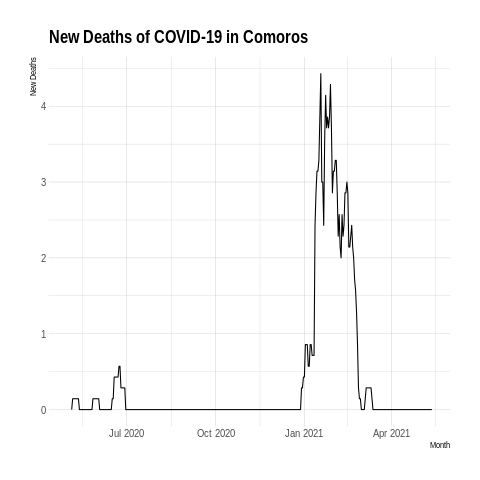 New Deaths of COVID-19 in Comoros
New Deaths
4
3
2
1
0
Jul 2020
Oct 2020
Jan 2021
Apr 2021
Month